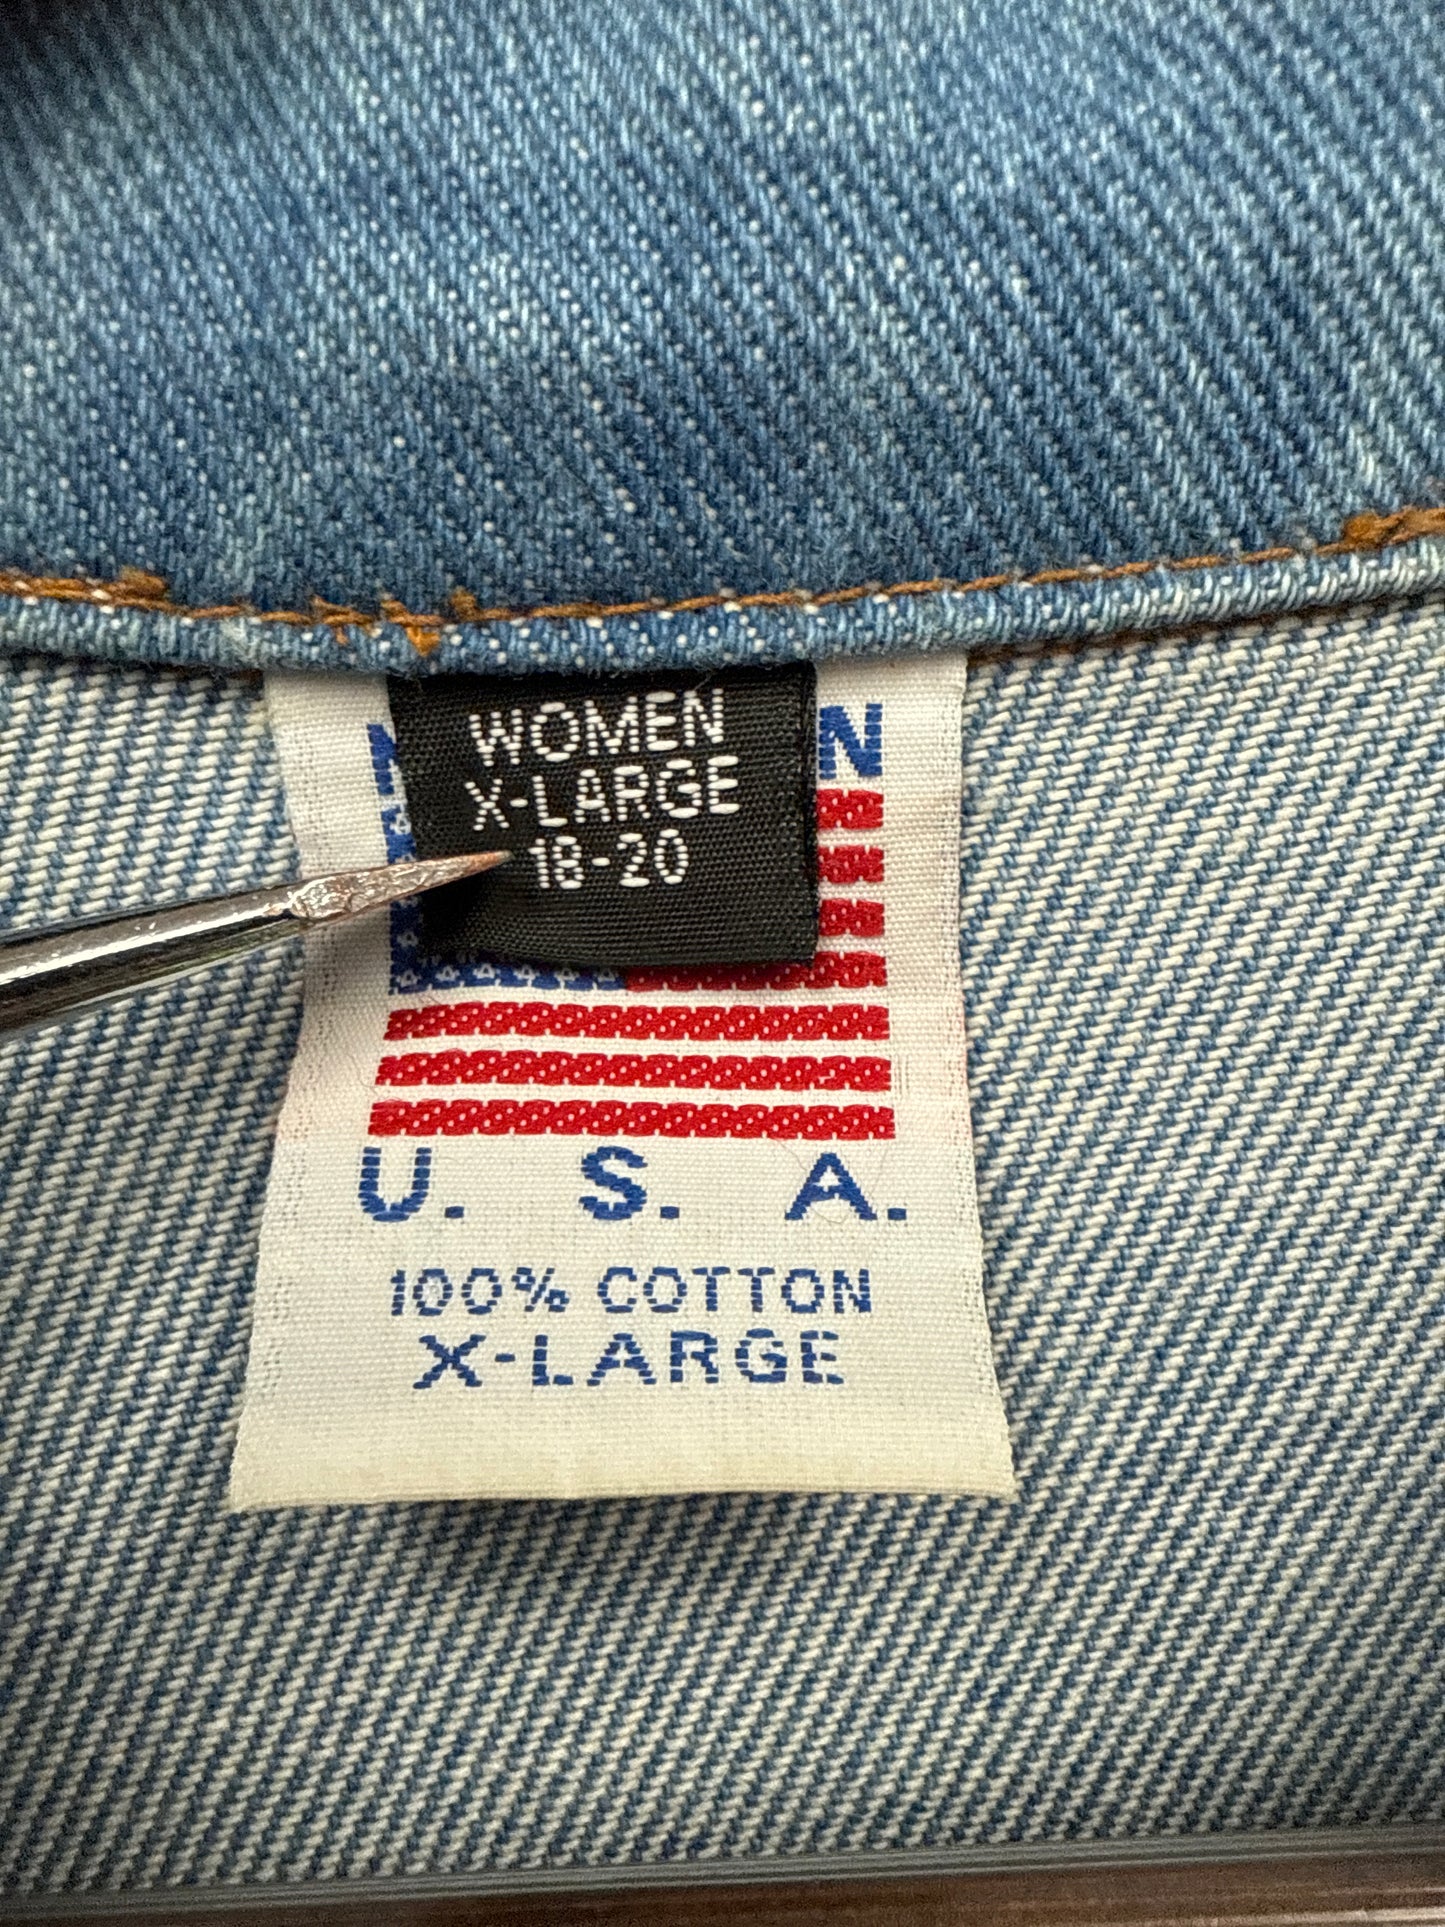 WOMEN
X-LARGE
18-20
U. S. A.
100% COTTON
X-LARGE